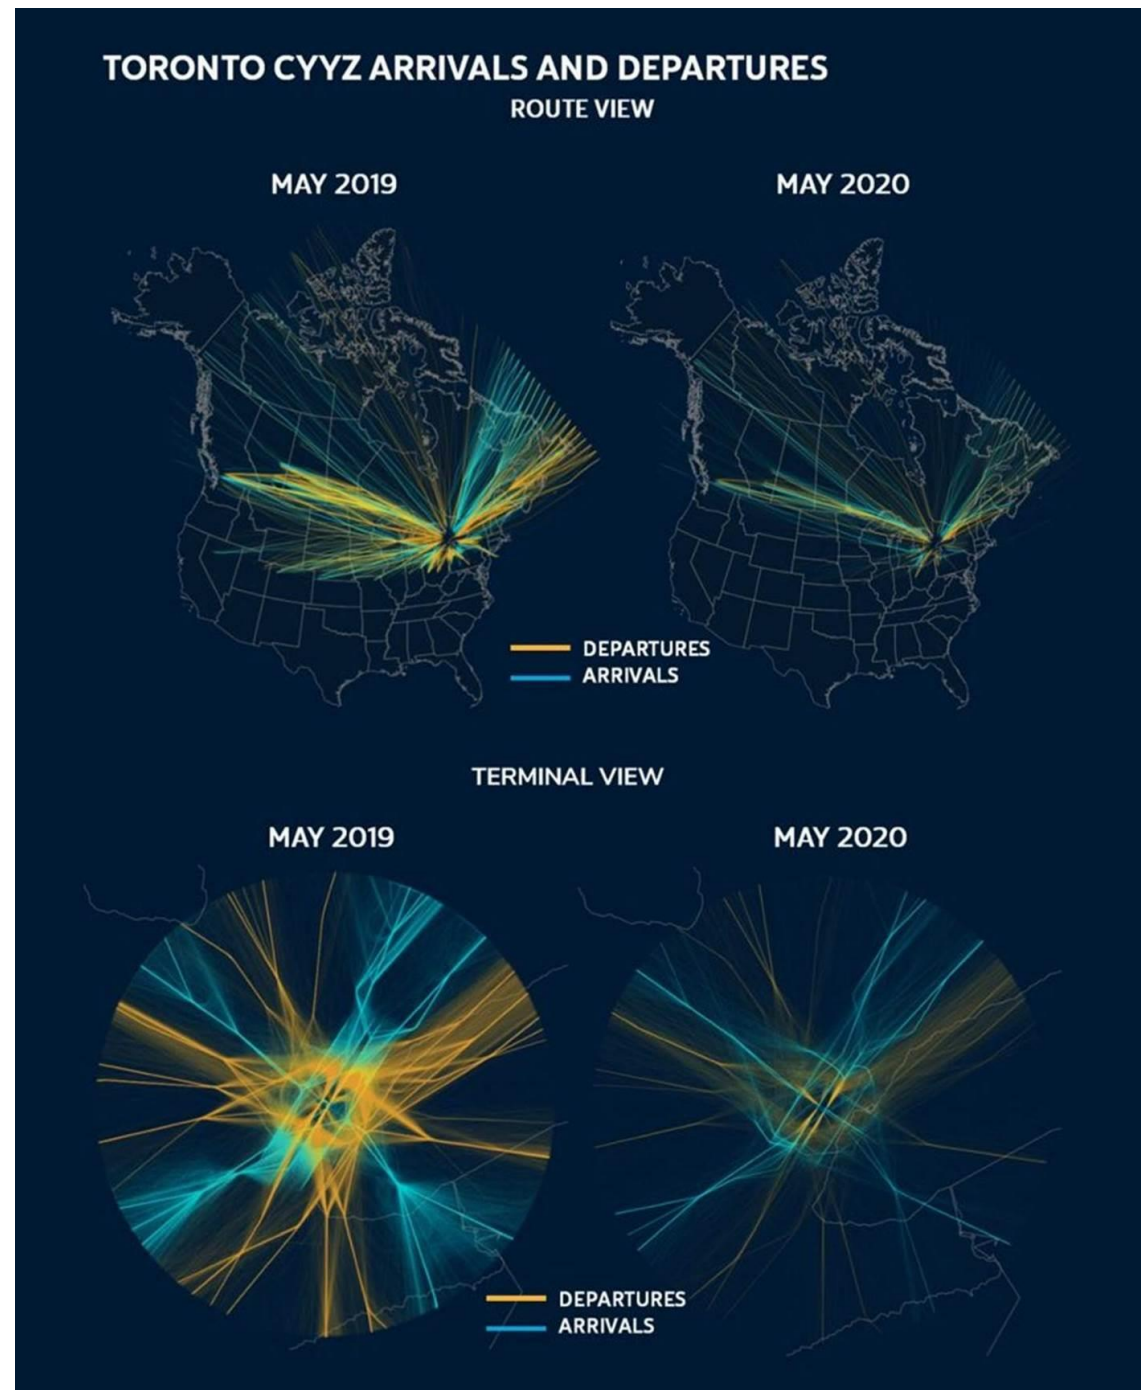 TORONTO CYYZ ARRIVALS AND DEPARTURES
ROUTE VIEW
MAY 2019
MAY 2020
DEPARTURES
ARRIVALS
TERMINAL VIEW
MAY 2019
MAY 2020
DEPARTURES
ARRIVALS